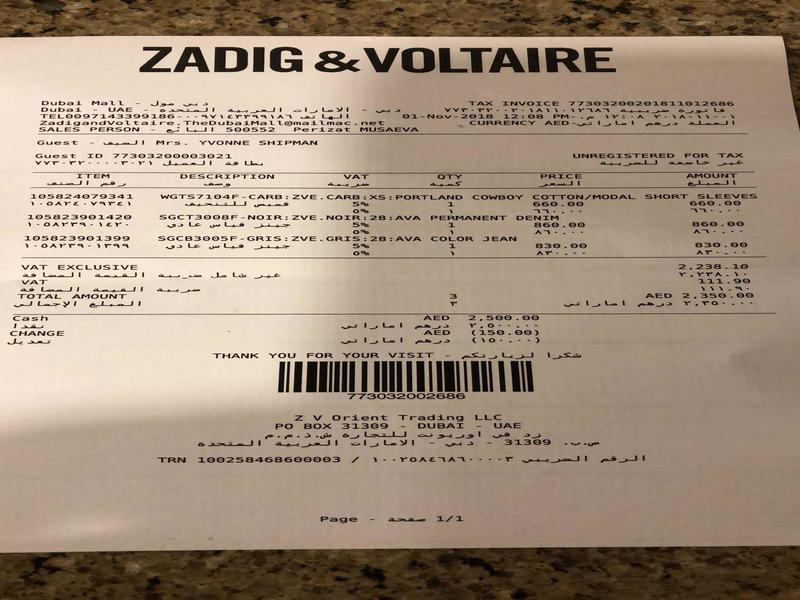 ZADIG & VOLTAIRE
Dubai Mall - دبي مول TAX INVOICE 77303200201811012686
Dubai - UAE - دبي - الامارات العربية المتحدة فاتورة ضريبية ٧٧٣٠٣٢٠٠٢٠١٨١١٠١٢٦٨٦
TEL0097143399186-٠٠٩٧١٤٣٣٩٩١٨٦ الهاتف 01-Nov-2018 12:08 PM-٢٠١٨-١١-٠١ ١٢:٠٨ م
ZadigandVoltaire.TheDubaiMall@mailmac.net CURRENCY AED-العملة درهم اماراتي
SALES PERSON - البائع - 500552 Perizat MUSAEVA
Guest - الضيف - Mrs. YVONNE SHIPMAN
Guest ID 77303200003021 UNREGISTERED FOR TAX
بطاقة العميل ٧٧٣٠٣٢٠٠٠٠٣٠٢١ غير خاضعة للضريبة
ITEM DESCRIPTION VAT QTY PRICE AMOUNT
رقم الصنف وصف ضريبة كمية السعر المبلغ
105824079341 WGTS7104F-CARB:ZVE.CARB:XS:PORTLAND COWBOY COTTON/MODAL SHORT SLEEVES
١٠٥٨٢٤٠٧٩٣٤١ قميص للتنحيف 5% 1 660.00 660.00
٥% ١ ٦٦٠.٠٠ ٦٦٠.٠٠
105823901420 SGCT3008F-NOIR:ZVE.NOIR:28:AVA PERMANENT DENIM
١٠٥٨٢٣٩٠١٤٢٠ جينز قياس عادي 5% 1 860.00 860.00
٥% ١ ٨٦٠.٠٠ ٨٦٠.٠٠
105823901399 SGCB3005F-GRIS:ZVE.GRIS:28:AVA COLOR JEAN
١٠٥٨٢٣٩٠١٣٩٩ جينز قياس عادي 5% 1 830.00 830.00
٥% ١ ٨٣٠.٠٠ ٨٣٠.٠٠
VAT EXCLUSIVE 2,238.10
غير شامل ضريبة القيمة المضافة ٢,٢٣٨.١٠
VAT 111.90
ضريبة القيمة المضافة ١١١.٩٠
TOTAL AMOUNT 3 AED 2,350.00
المبلغ الإجمالي ٣ ٢,٣٥٠.٠٠ درهم اماراتي
Cash AED 2,500.00
نقدا درهم اماراتي ٢,٥٠٠.٠٠
CHANGE AED (150.00)
تعديل درهم اماراتي (١٥٠.٠٠)
THANK YOU FOR YOUR VISIT - شكرا لزيارتكم
773032002686
Z V Orient Trading LLC
PO BOX 31309 - DUBAI - UAE
زد في اوريونت للتجارة ش.ذ.م.م
ص.ب. 31309 - دبي - الامارات العربية المتحدة
TRN 100258468600003 / ١٠٠٢٥٨٤٦٨٦٠٠٠٠٣ الرقم الضريبي
Page - صفحة 1/1